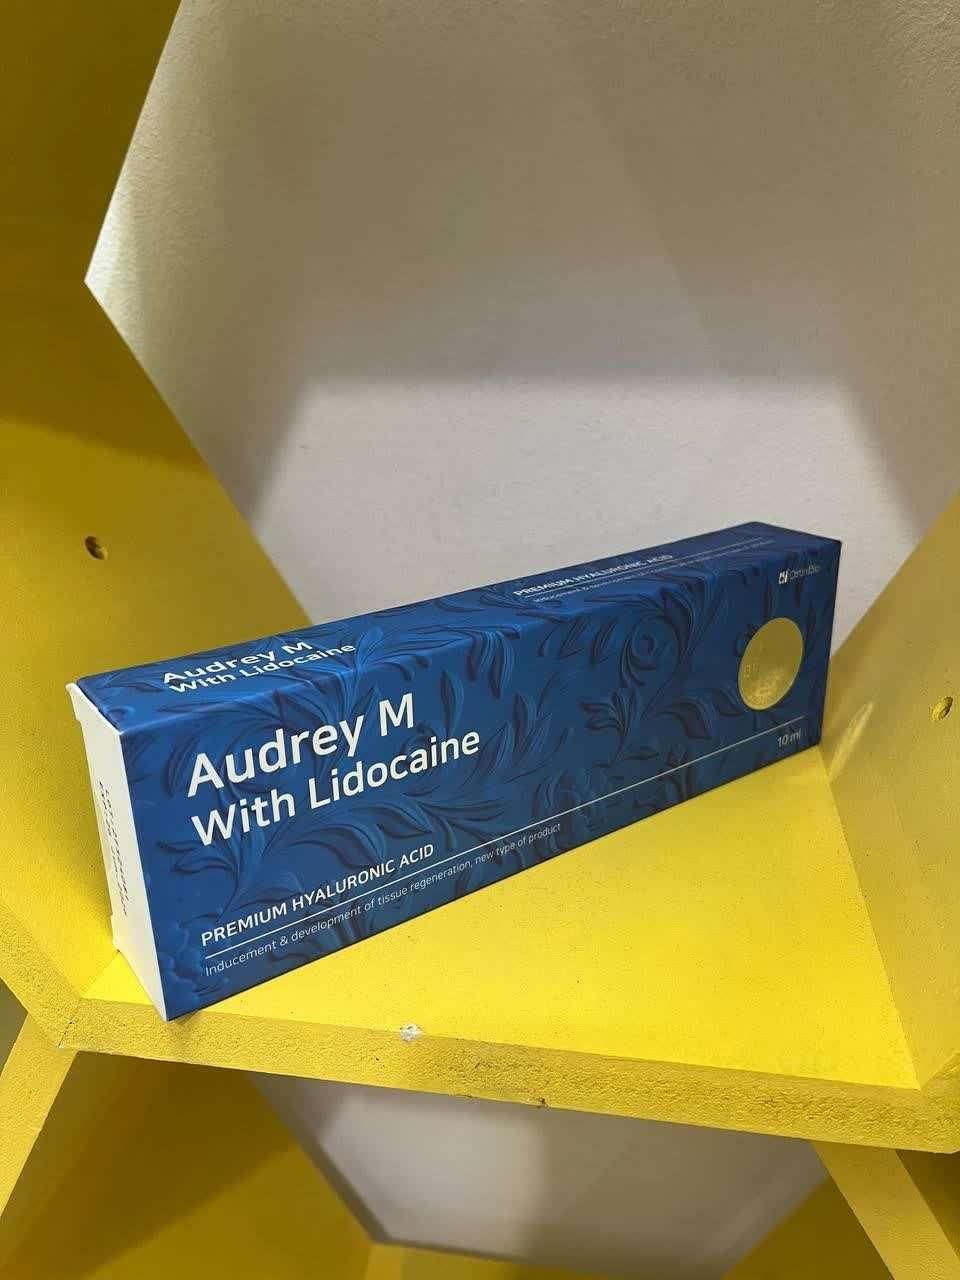 Audrey M
With Lidocaine
PREMIUM HYALURONIC ACID
Audrey M
With Lidocaine
PREMIUM HYALURONIC ACID
Inducement & development of tissue regeneration, new type of product
10 ml